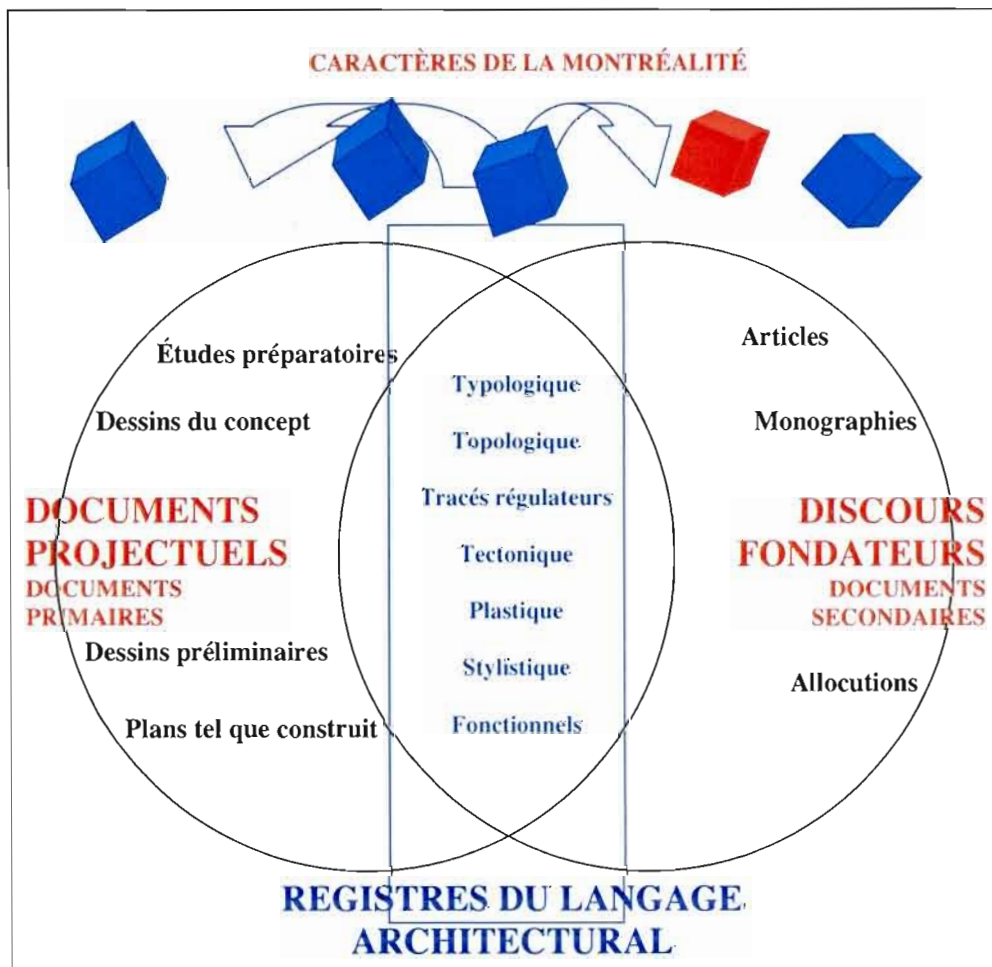 CARACTÈRES DE LA MONTRÉALITÉ
Études préparatoires
Dessins du concept
DOCUMENTS
PROJECTUELS
DOCUMENTS
PRIMAIRES
Dessins préliminaires
Plans tel que construit
Typologique
Topologique
Tracés régulateurs
Tectonique
Plastique
Stylistique
Fonctionnels
Articles
Monographies
DISCOURS
FONDATEURS
DOCUMENTS
SECONDAIRES
Allocutions
REGISTRES DU LANGAGE
ARCHITECTURAL